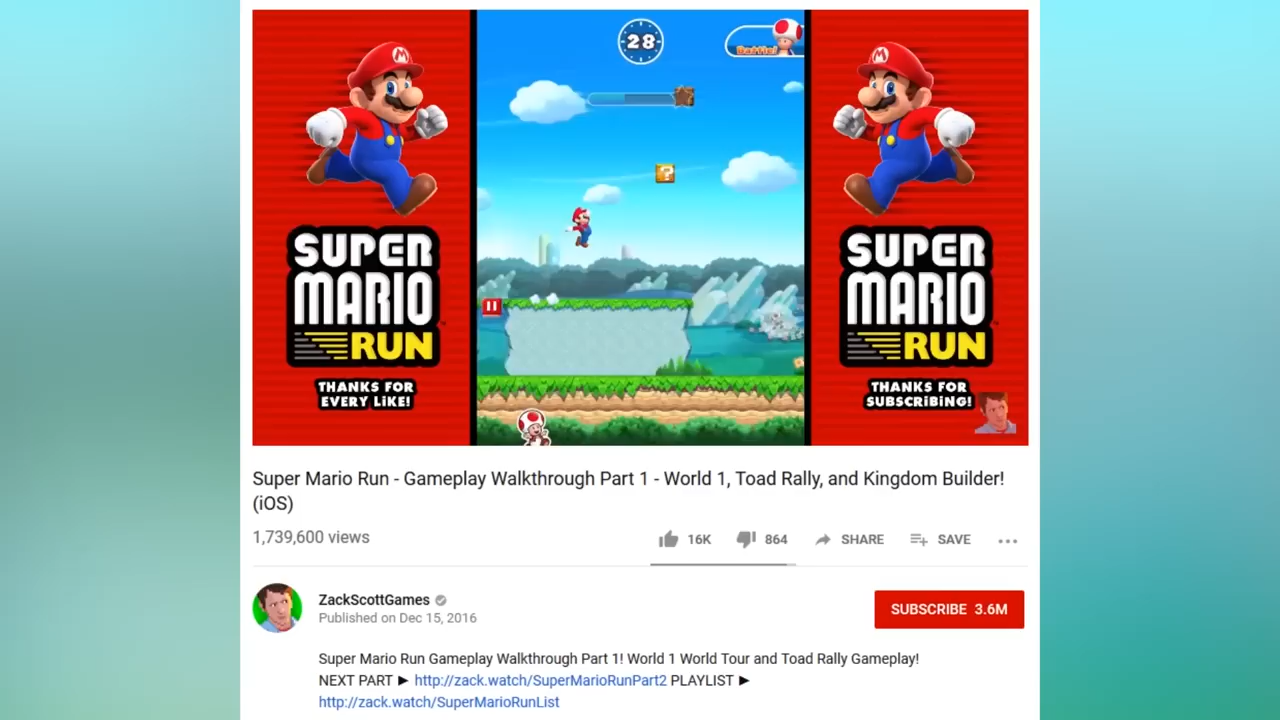 28
Battle!
?
M
M
SUPER
MARIO
RUN
THANKS FOR
EVERY LIKE!
SUPER
MARIO
RUN
THANKS FOR
SUBSCRiBiNG!
Super Mario Run - Gameplay Walkthrough Part 1 - World 1, Toad Rally, and Kingdom Builder!
(iOS)
1,739,600 views
16K 864 SHARE SAVE ...
ZackScottGames
Published on Dec 15, 2016
SUBSCRIBE 3.6M
Super Mario Run Gameplay Walkthrough Part 1! World 1 World Tour and Toad Rally Gameplay!
NEXT PART ► http://zack.watch/SuperMarioRunPart2 PLAYLIST ►
http://zack.watch/SuperMarioRunList